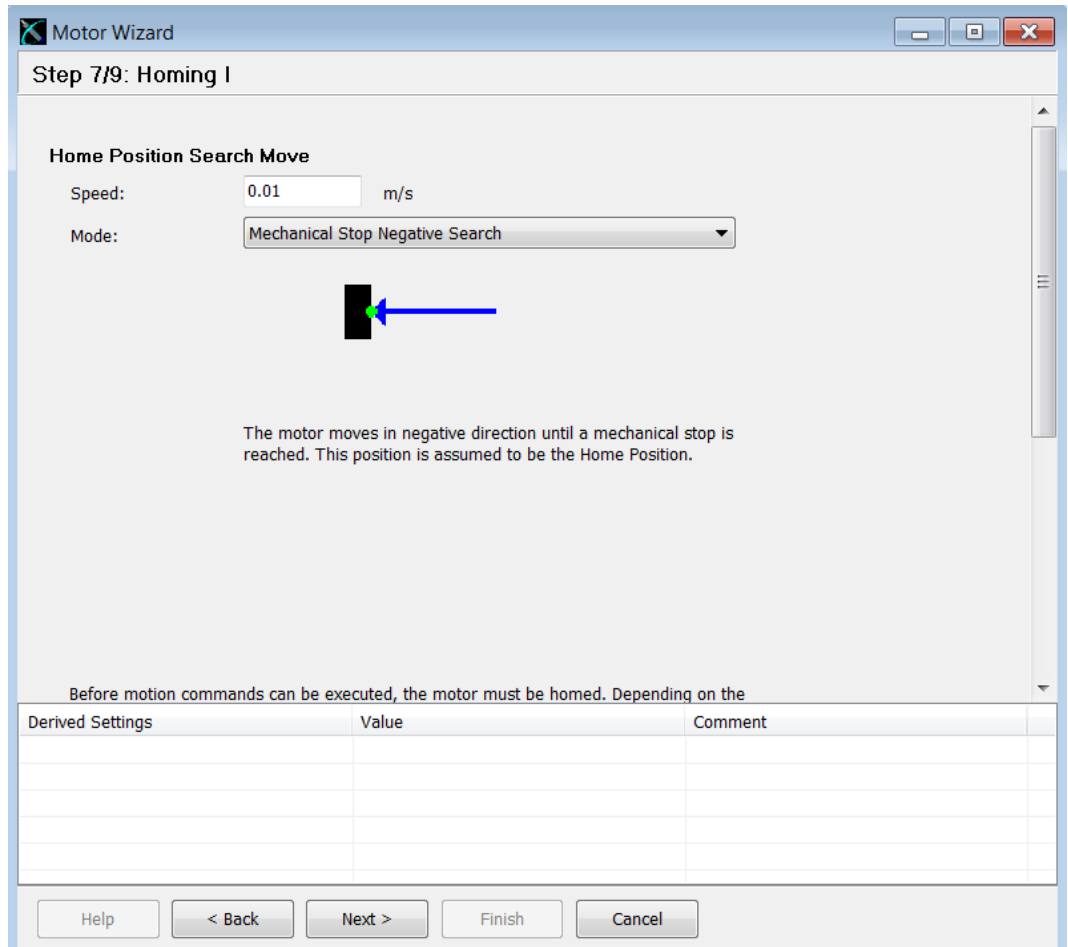 Motor Wizard
Step 7/9: Homing I
Home Position Search Move
Speed: 0.01 m/s
Mode: Mechanical Stop Negative Search
The motor moves in negative direction until a mechanical stop is
reached. This position is assumed to be the Home Position.
Before motion commands can be executed, the motor must be homed. Depending on the
Derived Settings Value Comment
Help < Back Next > Finish Cancel